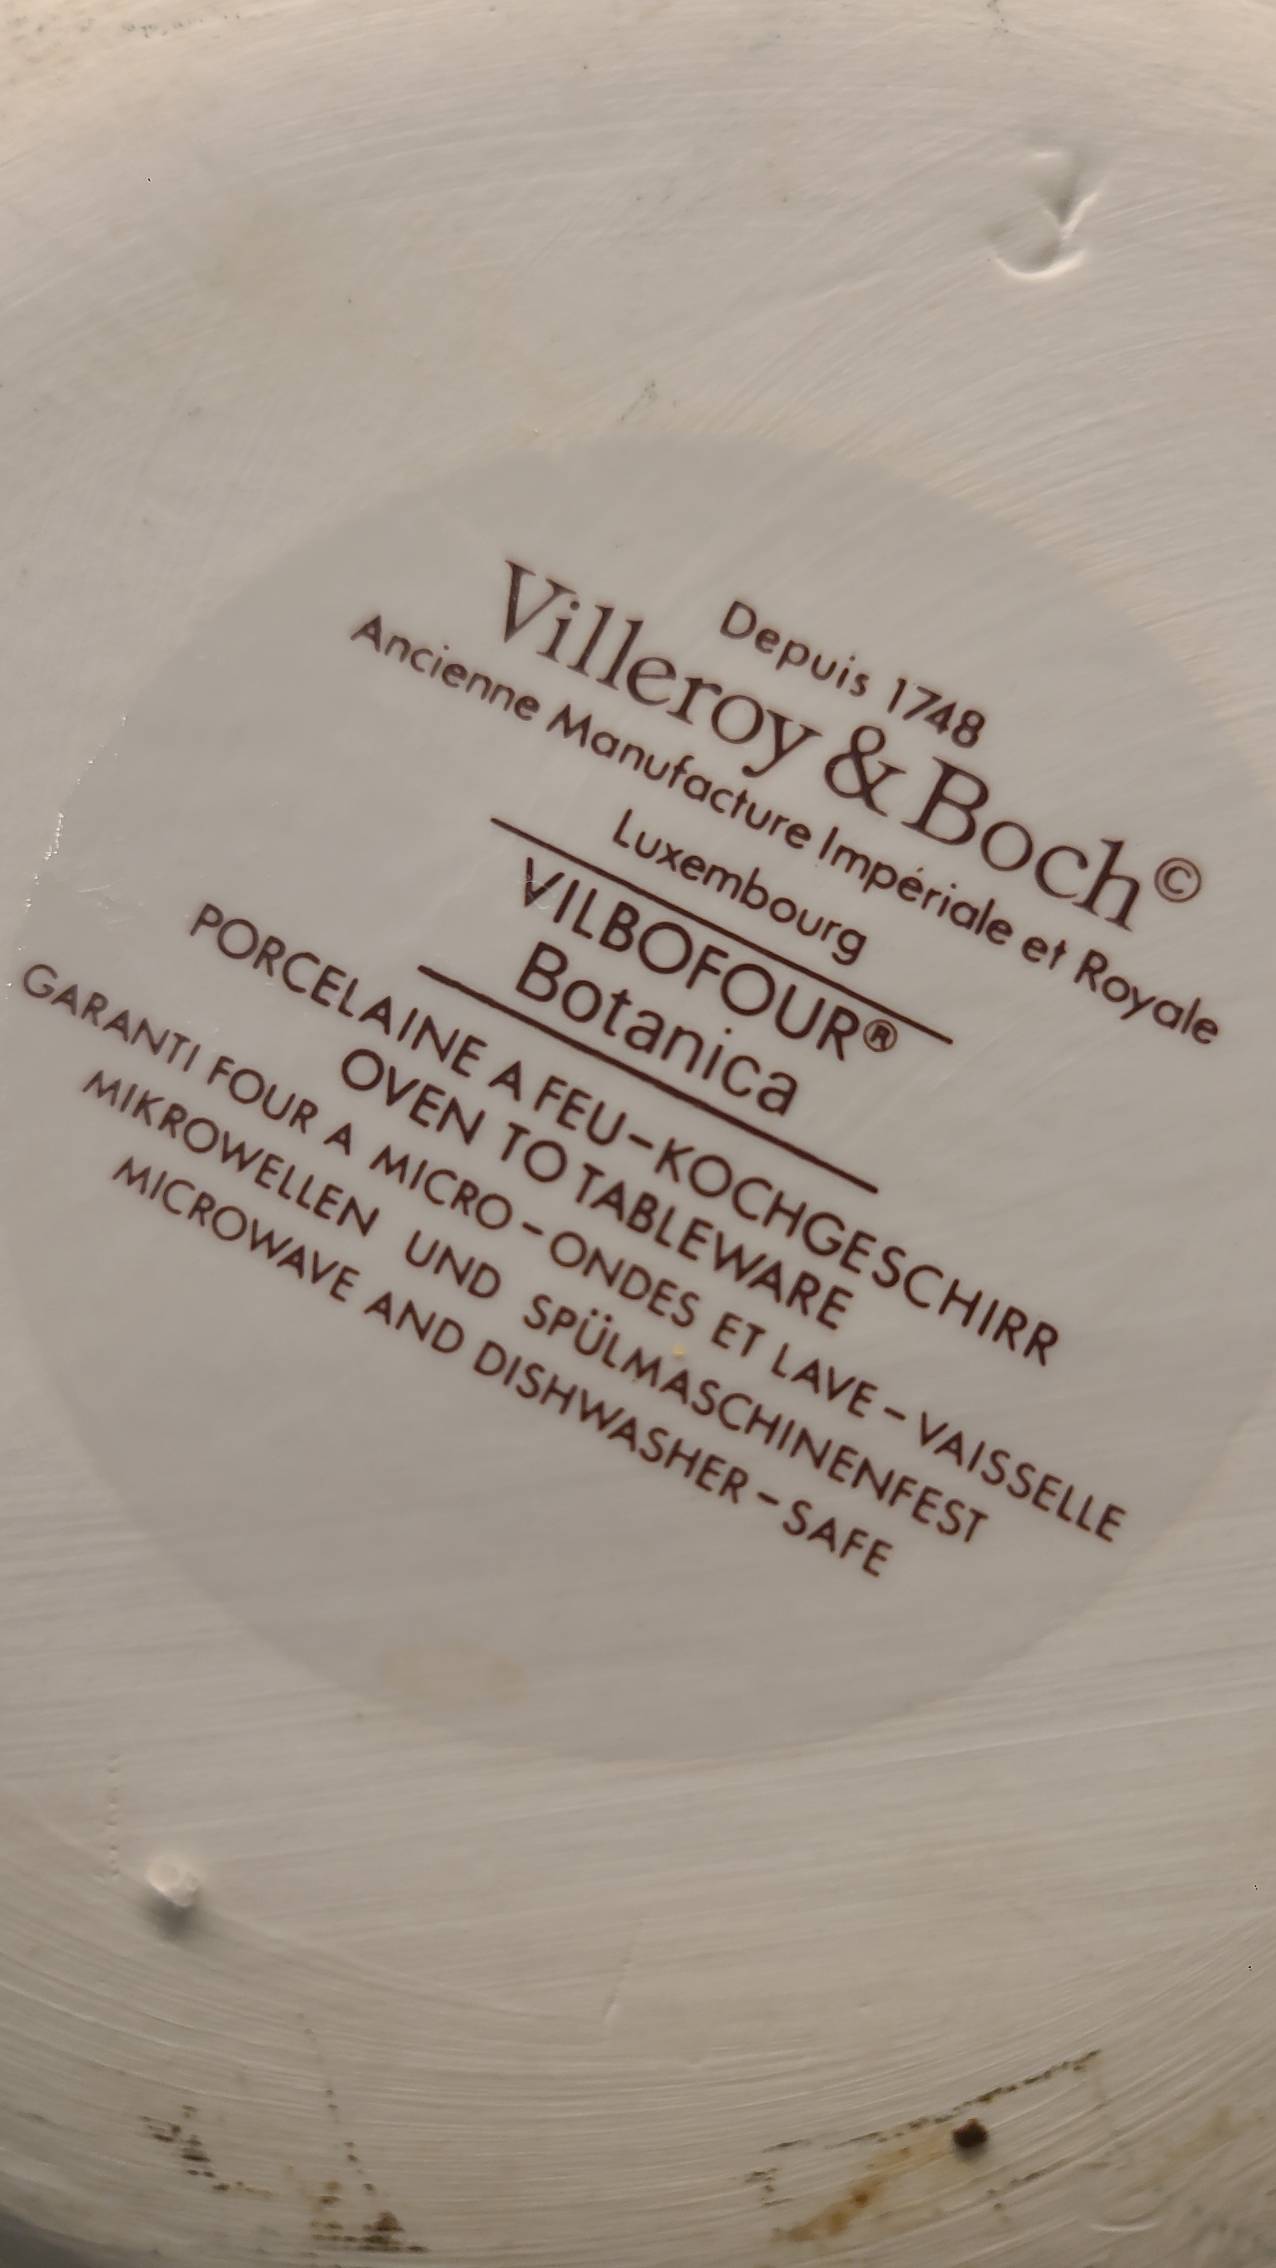 Depuis 1748
Villeroy & Boch©
Ancienne Manufacture Impériale et Royale
Luxembourg
VILBOFOUR®
Botanica
PORCELAINE A FEU-KOCHGESCHIRR
OVEN TO TABLEWARE
GARANTI FOUR A MICRO-ONDES ET LAVE-VAISSELLE
MIKROWELLEN UND SPÜLMASCHINENFEST
MICROWAVE AND DISHWASHER-SAFE